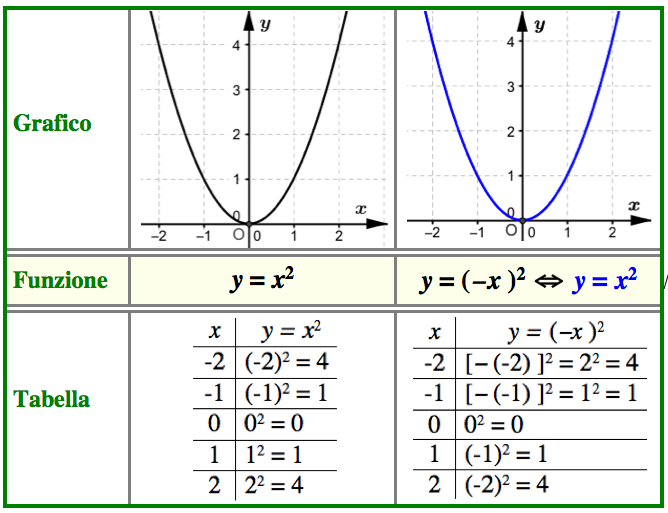 Grafico
y
4
3
2
1
0
x
-2 -1 O 0 1 2
y
4
3
2
1
0
x
-2 -1 O 0 1 2
Funzione
y = x²
y = (-x)² ⇔ y = x²
Tabella
x y = x²
-2 (-2)² = 4
-1 (-1)² = 1
0 0² = 0
1 1² = 1
2 2² = 4
x y = (-x)²
-2 [-(-2)]² = 2² = 4
-1 [-(-1)]² = 1² = 1
0 0² = 0
1 (-1)² = 1
2 (-2)² = 4